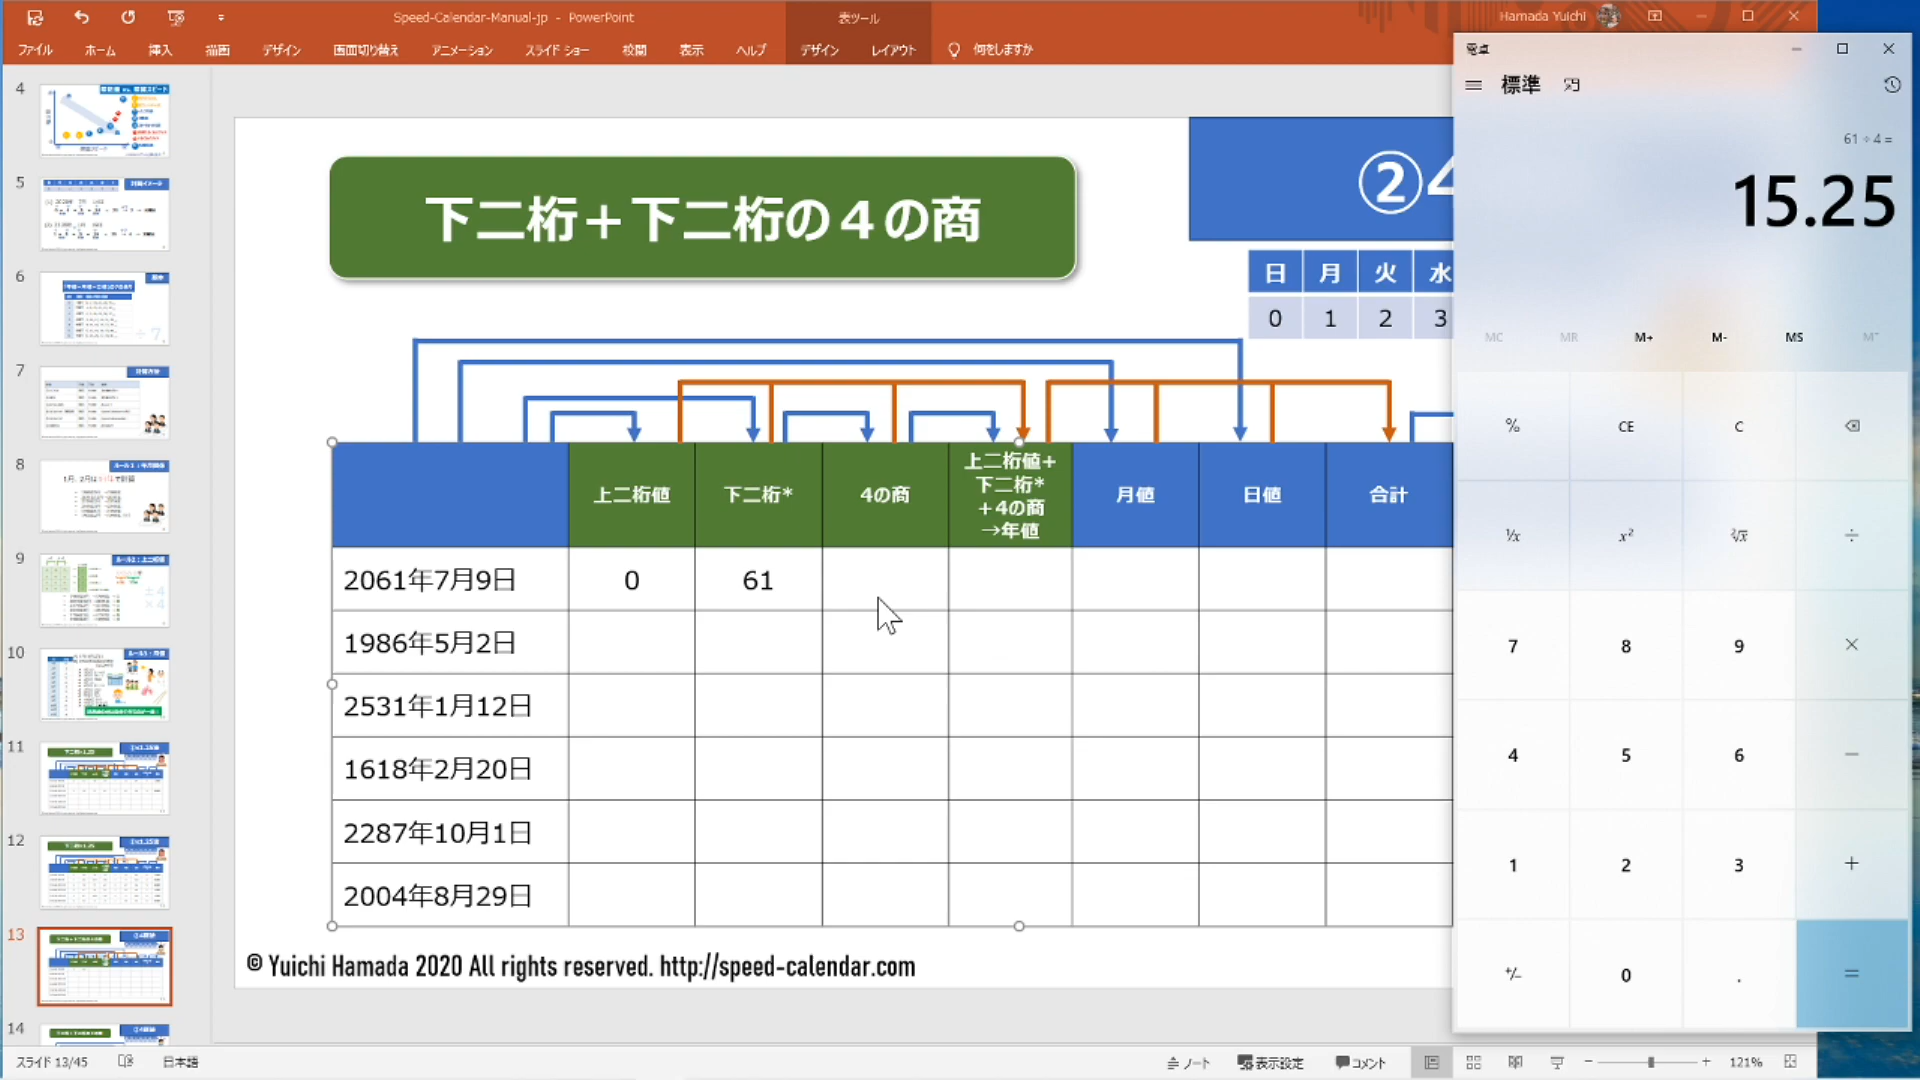 Speed-Calendar-Manual-jp - PowerPoint
表ツール
Hamada Yuichi
ファイル ホーム 挿入 描画 デザイン 画面切り替え アニメーション スライド ショー 校閲 表示 ヘルプ デザイン レイアウト 何をしますか
4
5
6
7
8
9
10
11
12
13
14
下二桁＋下二桁の４の商
②4
日 月 火 水
0 1 2 3
上二桁値 下二桁* 4の商 上二桁値＋
下二桁*
＋4の商
→年値 月値 日値 合計
2061年7月9日 0 61
1986年5月2日
2531年1月12日
1618年2月20日
2287年10月1日
2004年8月29日
© Yuichi Hamada 2020 All rights reserved. http://speed-calendar.com
電卓
標準
61 ÷ 4 =
15.25
MC MR M+ M- MS M˅
% CE C
¹/x x² ²√x ÷
7 8 9 ×
4 5 6 −
1 2 3 +
+/− 0 . =
スライド 13/45 日本語
ノート 表示設定 コメント − + 121%